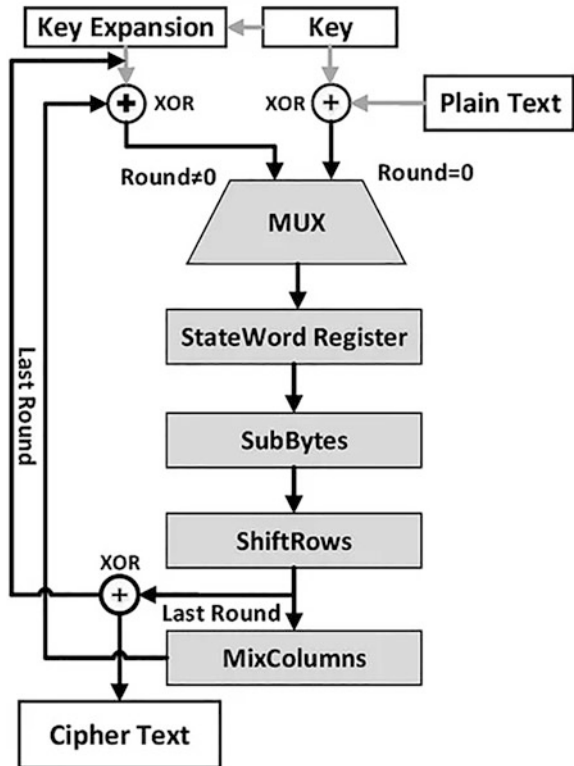 Key Expansion
Key
XOR
XOR
Plain Text
Round≠0
Round=0
MUX
StateWord Register
Last Round
SubBytes
ShiftRows
XOR
Last Round
MixColumns
Cipher Text